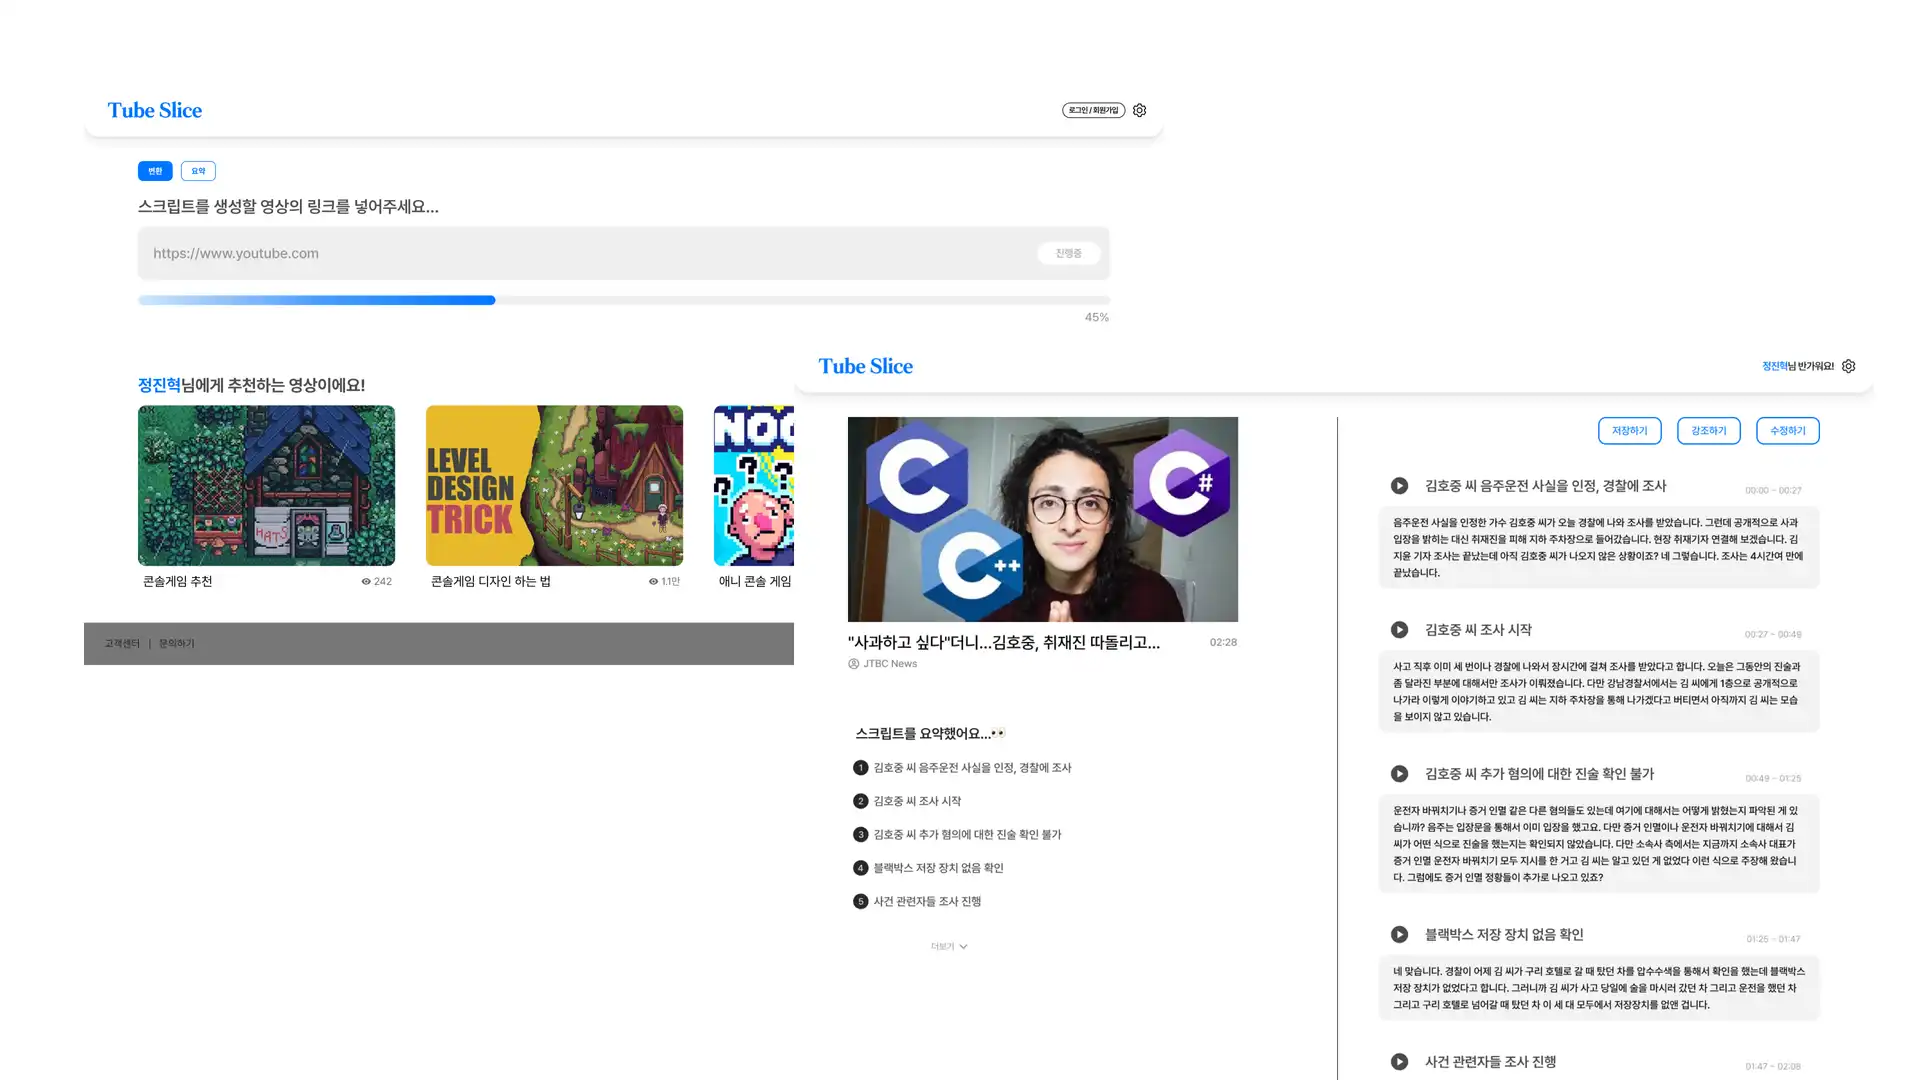 Tube Slice
로그인 / 회원가입
변환
요약
스크립트를 생성할 영상의 링크를 넣어주세요...
https://www.youtube.com
진행중
45%
정진혁님에게 추천하는 영상이에요!
HATS
LEVEL
DESIGN
TRICK
콘솔게임 추천
242
콘솔게임 디자인 하는 법
1.1만
애니 콘솔 게임
고객센터 | 문의하기
Tube Slice
정진혁님 반가워요!
C
C#
C++
"사과하고 싶다"더니...김호중, 취재진 따돌리고...
02:28
JTBC News
스크립트를 요약했어요...👀
1 김호중 씨 음주운전 사실을 인정, 경찰에 조사
2 김호중 씨 조사 시작
3 김호중 씨 추가 혐의에 대한 진술 확인 불가
4 블랙박스 저장 장치 없음 확인
5 사건 관련자들 조사 진행
더보기
저장하기
강조하기
수정하기
김호중 씨 음주운전 사실을 인정, 경찰에 조사
00:00 ~ 00:27
음주운전 사실을 인정한 가수 김호중 씨가 오늘 경찰에 나와 조사를 받았습니다. 그런데 공개적으로 사과
입장을 밝히는 대신 취재진을 피해 지하 주차장으로 들어갔습니다. 현장 취재기자 연결해 보겠습니다. 김
지윤 기자 조사는 끝났는데 아직 김호중 씨가 나오지 않은 상황이죠? 네 그렇습니다. 조사는 4시간여 만에
끝났습니다.
김호중 씨 조사 시작
00:27 ~ 00:49
사고 직후 이미 세 번이나 경찰에 나와서 장시간에 걸쳐 조사를 받았다고 합니다. 오늘은 그동안의 진술과
좀 달라진 부분에 대해서만 조사가 이뤄졌습니다. 다만 강남경찰서에서는 김 씨에게 1층으로 공개적으로
나가라 이렇게 이야기하고 있고 김 씨는 지하 주차장을 통해 나가겠다고 버티면서 아직까지 김 씨는 모습
을 보이지 않고 있습니다.
김호중 씨 추가 혐의에 대한 진술 확인 불가
00:49 ~ 01:25
운전자 바꿔치기나 증거 인멸 같은 다른 혐의들도 있는데 여기에 대해서는 어떻게 밝혔는지 파악된 게 있
습니까? 음주는 입장문을 통해서 이미 입장을 했고요. 다만 증거 인멸이나 운전자 바꿔치기에 대해서 김
씨가 어떤 식으로 진술을 했는지는 확인되지 않았습니다. 다만 소속사 측에서는 지금까지 소속사 대표가
증거 인멸 운전자 바꿔치기 모두 지시를 한 거고 김 씨는 알고 있던 게 없었다 이런 식으로 주장해 왔습니
다. 그럼에도 증거 인멸 정황들이 추가로 나오고 있죠?
블랙박스 저장 장치 없음 확인
01:25 ~ 01:47
네 맞습니다. 경찰이 어제 김 씨가 구리 호텔로 갈 때 탔던 차를 압수수색을 통해서 확인을 했는데 블랙박스
저장 장치가 없었다고 합니다. 그러니까 김 씨가 사고 당일에 술을 마시러 갔던 차 그리고 운전을 했던 차
그리고 구리 호텔로 넘어갈 때 탔던 차 이 세 대 모두에서 저장장치를 없앤 겁니다.
사건 관련자들 조사 진행
01:47 ~ 02:08